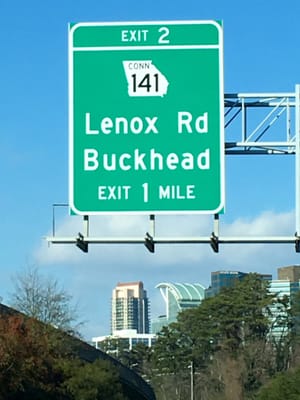 EXIT 2
CONN
141
Lenox Rd
Buckhead
EXIT 1 MILE